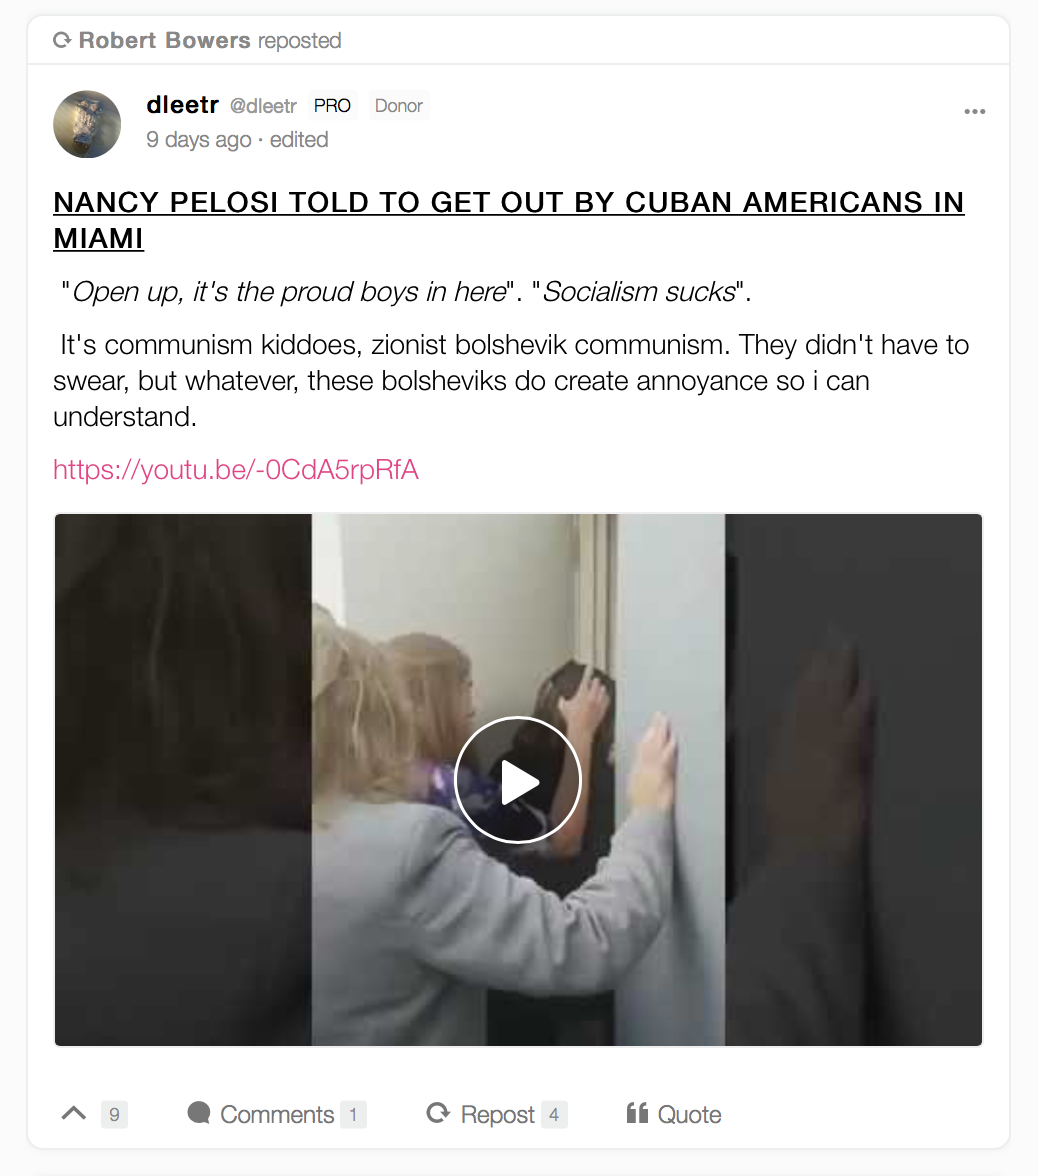 Robert Bowers reposted
dleetr @dleetr PRO Donor
9 days ago · edited
NANCY PELOSI TOLD TO GET OUT BY CUBAN AMERICANS IN
MIAMI
"Open up, it's the proud boys in here". "Socialism sucks".
It's communism kiddoes, zionist bolshevik communism. They didn't have to
swear, but whatever, these bolsheviks do create annoyance so i can
understand.
https://youtu.be/-0CdA5rpRfA
9 Comments 1 Repost 4 Quote